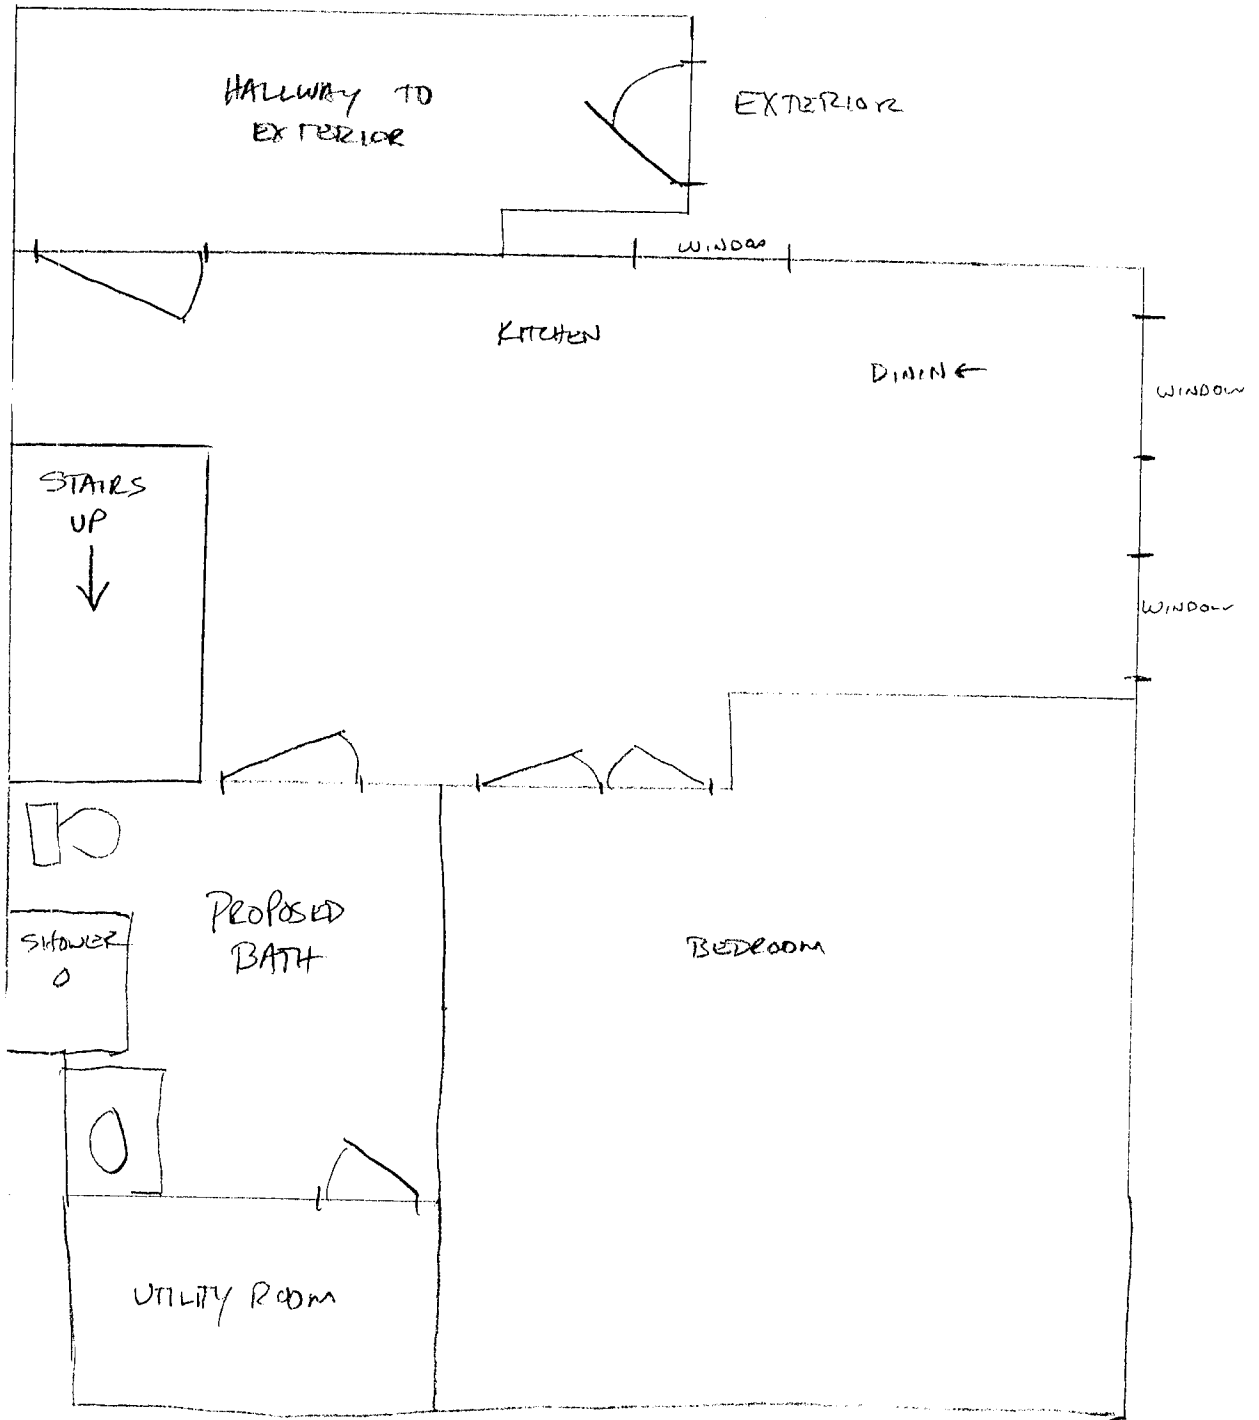 HALLWAY TO
EXTERIOR
EXTERIOR
WINDOW
KITCHEN
DINING
WINDOW
STAIRS
UP
WINDOW
PROPOSED
BATH
SHOWER
BEDROOM
UTILITY ROOM